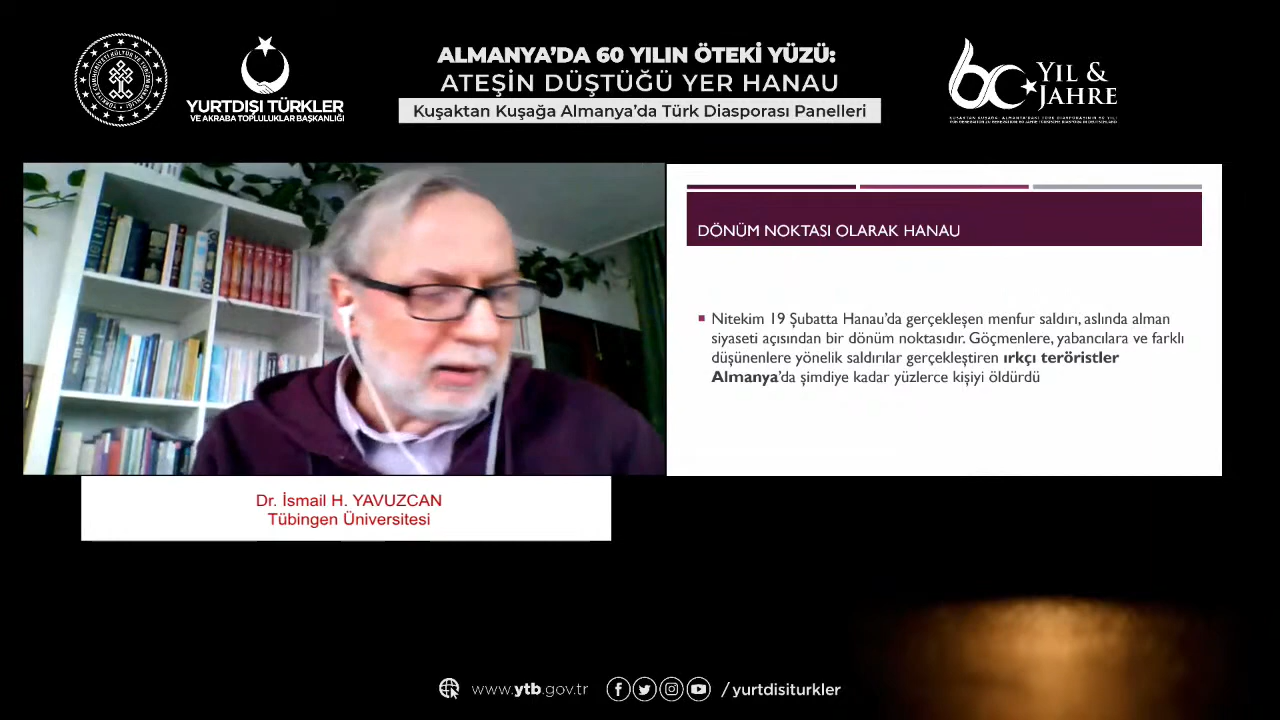 ALMANYA'DA 60 YILIN ÖTEKİ YÜZÜ:
ATEŞİN DÜŞTÜĞÜ YER HANAU
Kuşaktan Kuşağa Almanya'da Türk Diasporası Panelleri
YURTDIŞI TÜRKLER
VE AKRABA TOPLULUKLAR BAŞKANLIĞI
60 YIL &
JAHRE
DÖNÜM NOKTASI OLARAK HANAU
Nitekim 19 Şubatta Hanau'da gerçekleşen menfur saldırı, aslında alman
siyaseti açısından bir dönüm noktasıdır. Göçmenlere, yabancılara ve farklı
düşünenlere yönelik saldırılar gerçekleştiren ırkçı teröristler
Almanya'da şimdiye kadar yüzlerce kişiyi öldürdü
Dr. İsmail H. YAVUZCAN
Tübingen Üniversitesi
www.ytb.gov.tr /yurtdisiturkler